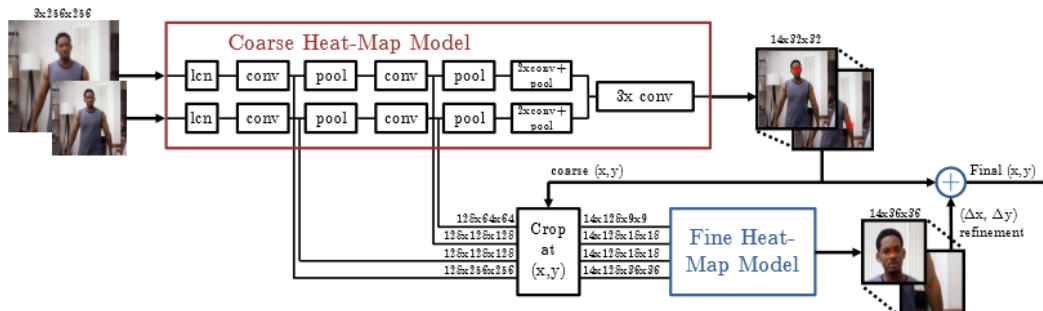 3x256x256
Coarse Heat-Map Model
lcn
conv
pool
conv
pool
2xconv+
pool
lcn
conv
pool
conv
pool
2xconv+
pool
3x conv
14x32x32
coarse (x,y)
Final (x,y)
128x64x64
128x128x128
128x128x128
128x256x256
Crop
at
(x,y)
14x128x9x9
14x128x18x18
14x128x18x18
14x128x36x36
Fine Heat-
Map Model
14x36x36
(Δx, Δy)
refinement